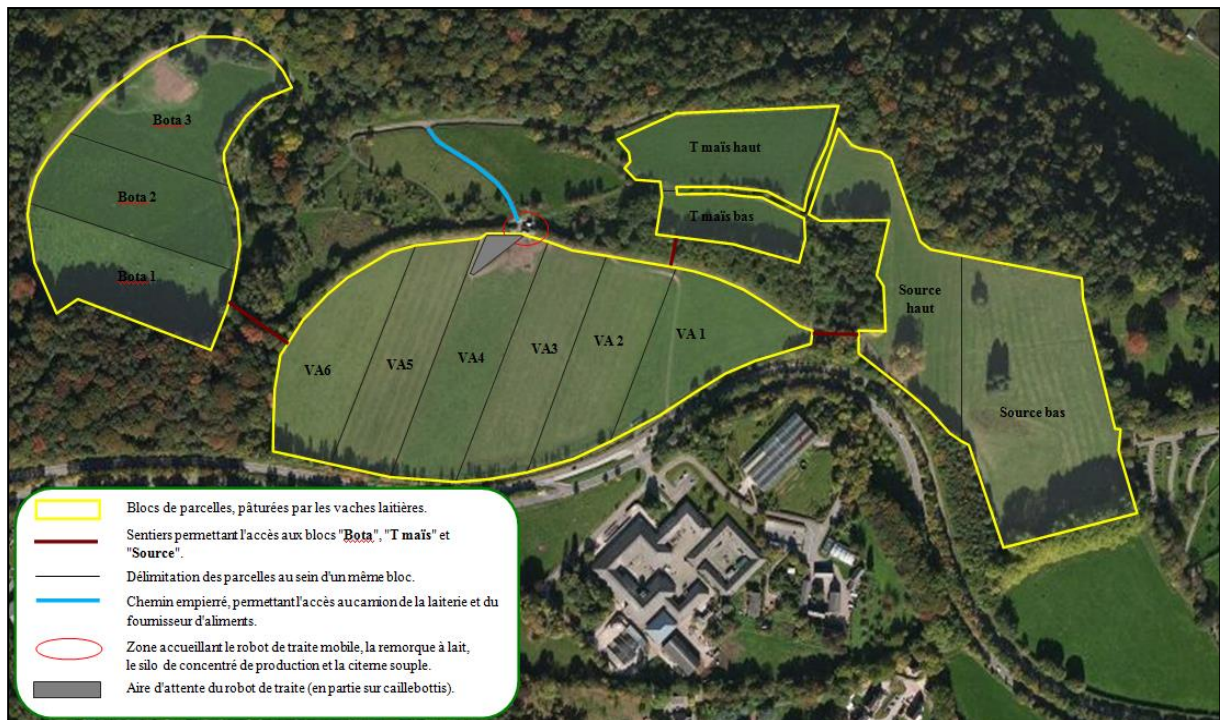 Bota 3
T maïs haut
Bota 2
T maïs bas
Bota 1
Source
haut
VA 1
VA 2
VA3
VA4
VA5
VA6
Source bas
Blocs de parcelles, pâturées par les vaches laitières.
Sentiers permettant l'accès aux blocs "Bota", "T maïs" et
"Source".
Délimitation des parcelles au sein d'un même bloc.
Chemin empierré, permettant l'accès au camion de la laiterie et du
fournisseur d'aliments.
Zone accueillant le robot de traite mobile, la remorque à lait,
le silo de concentré de production et la citerne souple.
Aire d'attente du robot de traite (en partie sur caillebottis).